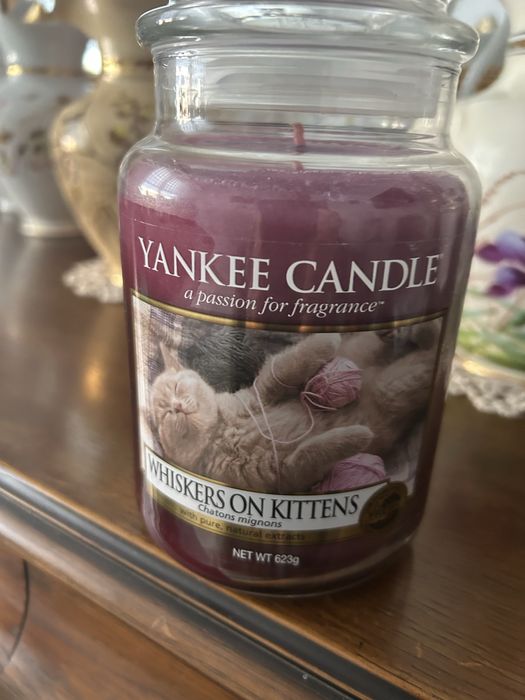 YANKEE CANDLE
a passion for fragrance™
WHISKERS ON KITTENS
Chatons mignons
with pure, natural extracts
NET WT 623g